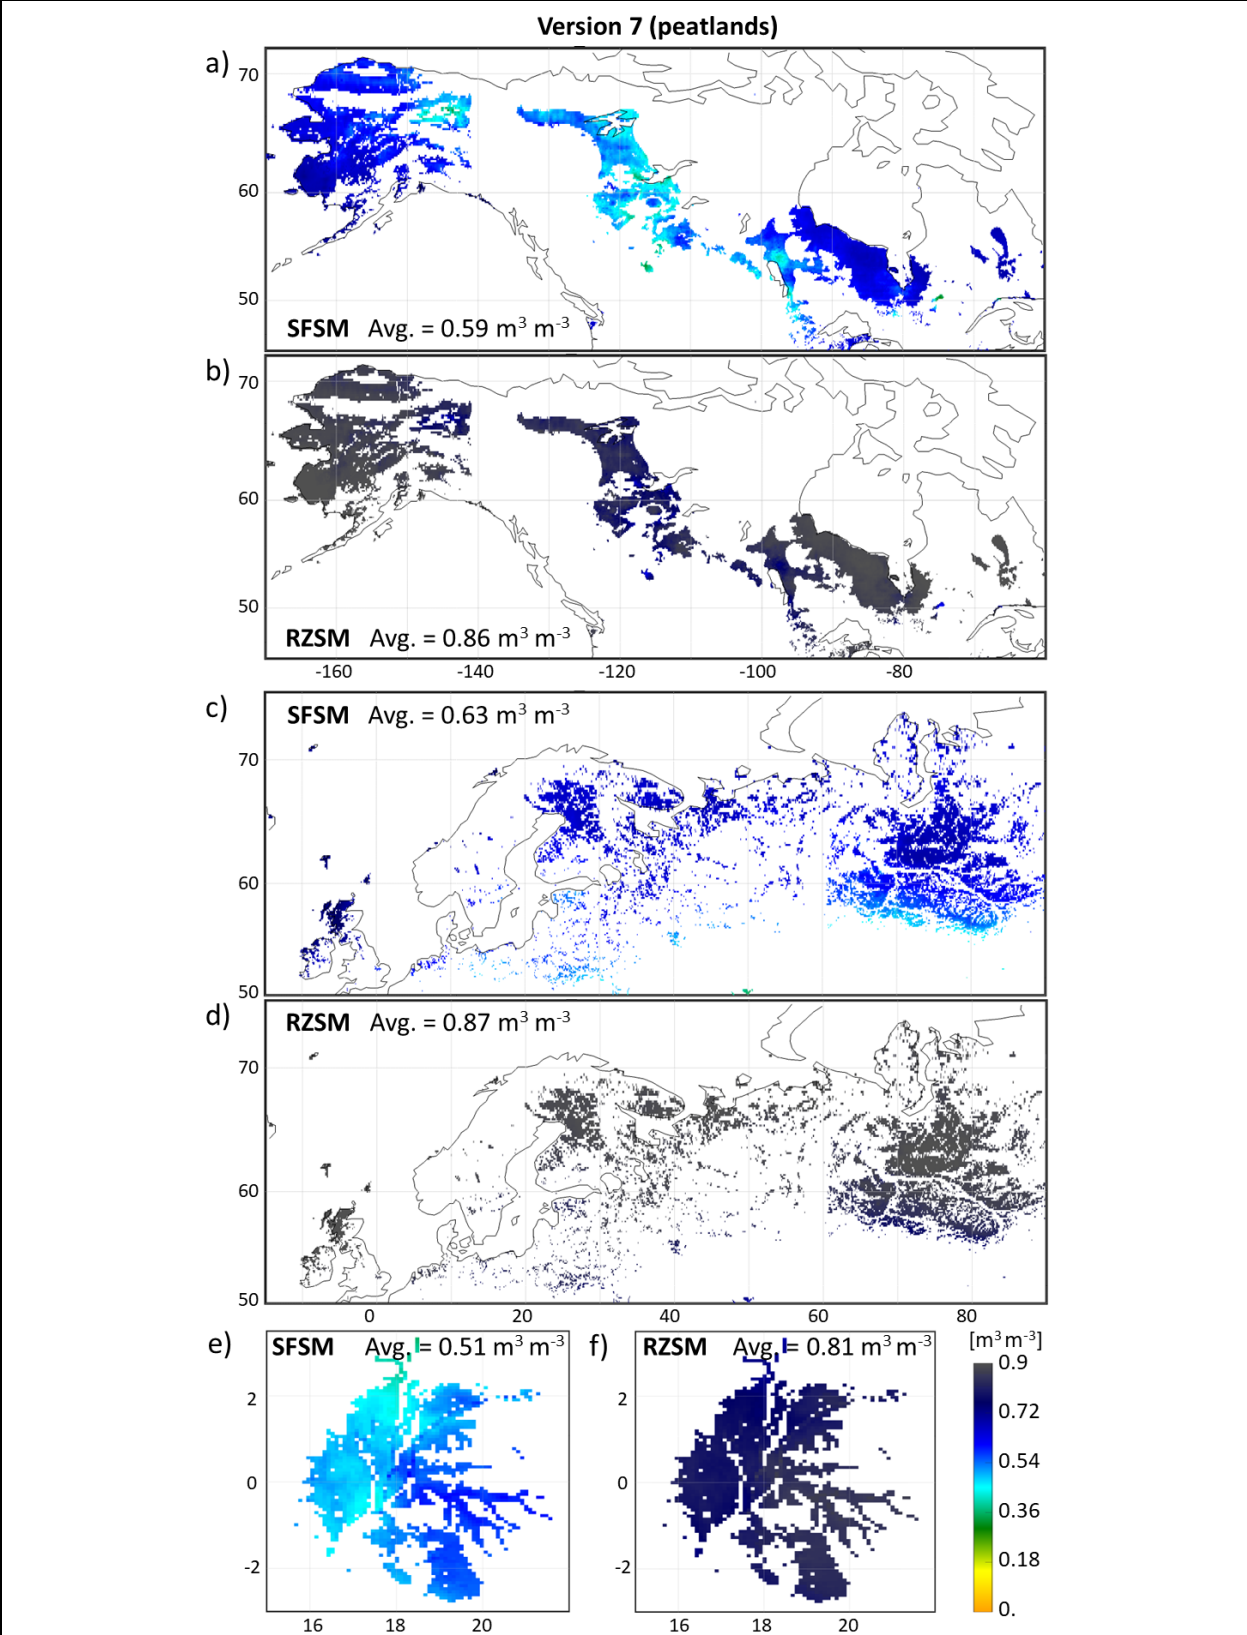 Version 7 (peatlands)
a)
70
60
50
SFSM Avg. = 0.59 m³ m⁻³
b)
70
60
50
RZSM Avg. = 0.86 m³ m⁻³
-160 -140 -120 -100 -80
c)
SFSM Avg. = 0.63 m³ m⁻³
70
60
50
d)
RZSM Avg. = 0.87 m³ m⁻³
70
60
50
0 20 40 60 80
e)
SFSM Avg. = 0.51 m³ m⁻³
2
0
-2
16 18 20
f)
RZSM Avg. = 0.81 m³ m⁻³
2
0
-2
16 18 20
[m³ m⁻³]
0.9
0.72
0.54
0.36
0.18
0.